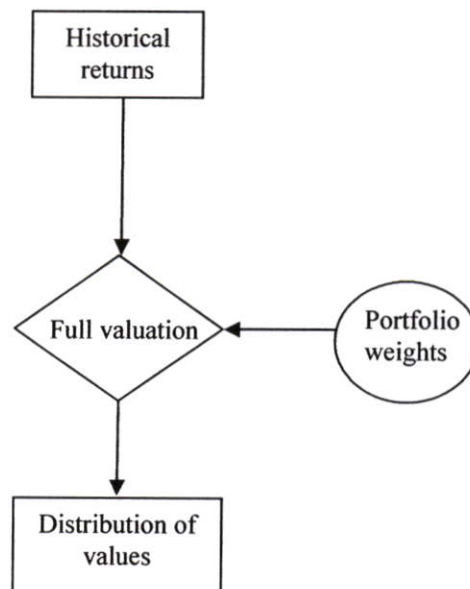 Historical
returns
Full valuation
Portfolio
weights
Distribution of
values